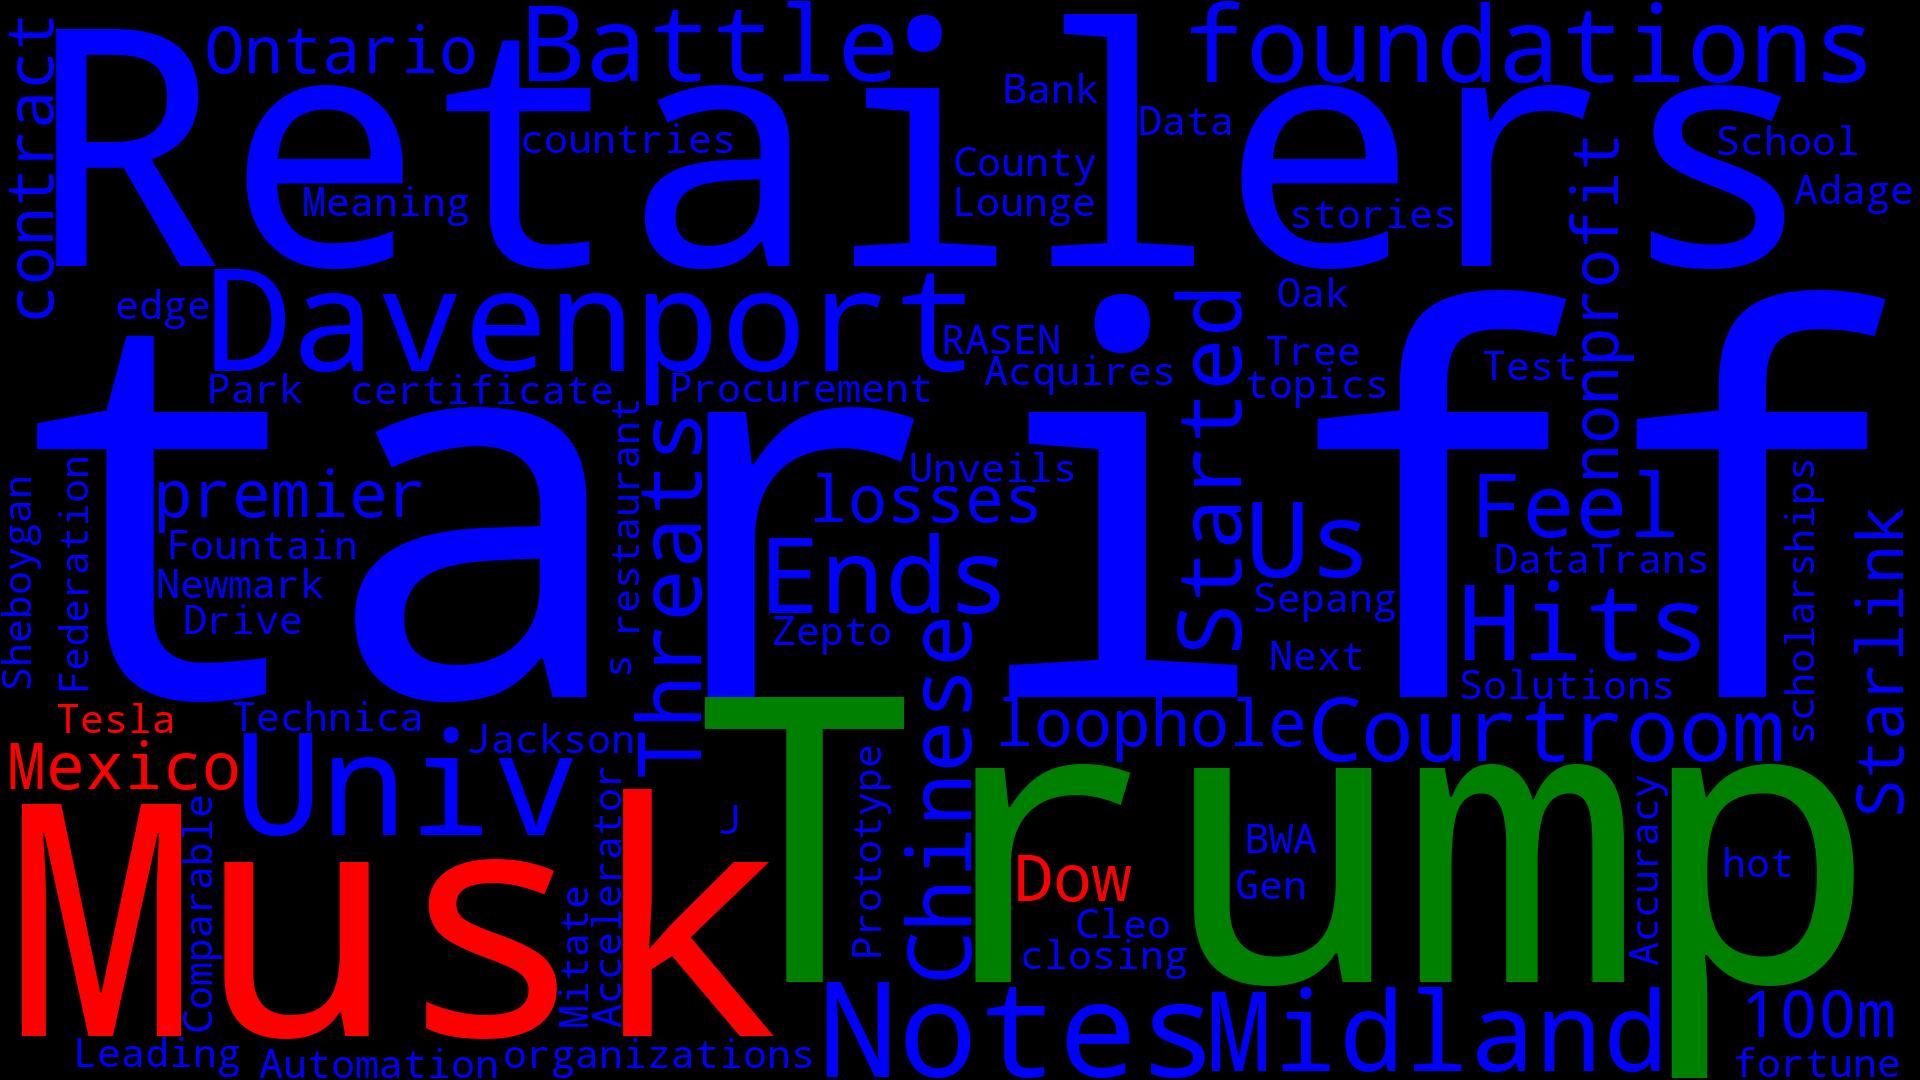 contract
Ontario
Battle
foundations
Retailers
Bank
Data
countries
School
County
Meaning
Lounge
stories
Adage
nonprofit
edge
Davenport
RASEN
Started
Oak
Tree
Acquires
Test
topics
Park
certificate
Procurement
tariff
s restaurant
Threats
Unveils
losses
premier
Sheboygan
Federation
Fountain
Newmark
Drive
Ends
Zepto
Us
Feel
DataTrans
Sepang
Hits
Next
Solutions
scholarships
Starlink
Tesla
Technica
Mexico
Univ
Jackson
Chinese
loophole
Courtroom
Trump
Musk
Comparable
Mitate
Accelerator
J
Prototype
BWA
Dow
Gen
Accuracy
hot
Cleo
closing
Notes
Midland
100m
Leading
Automation
organizations
fortune